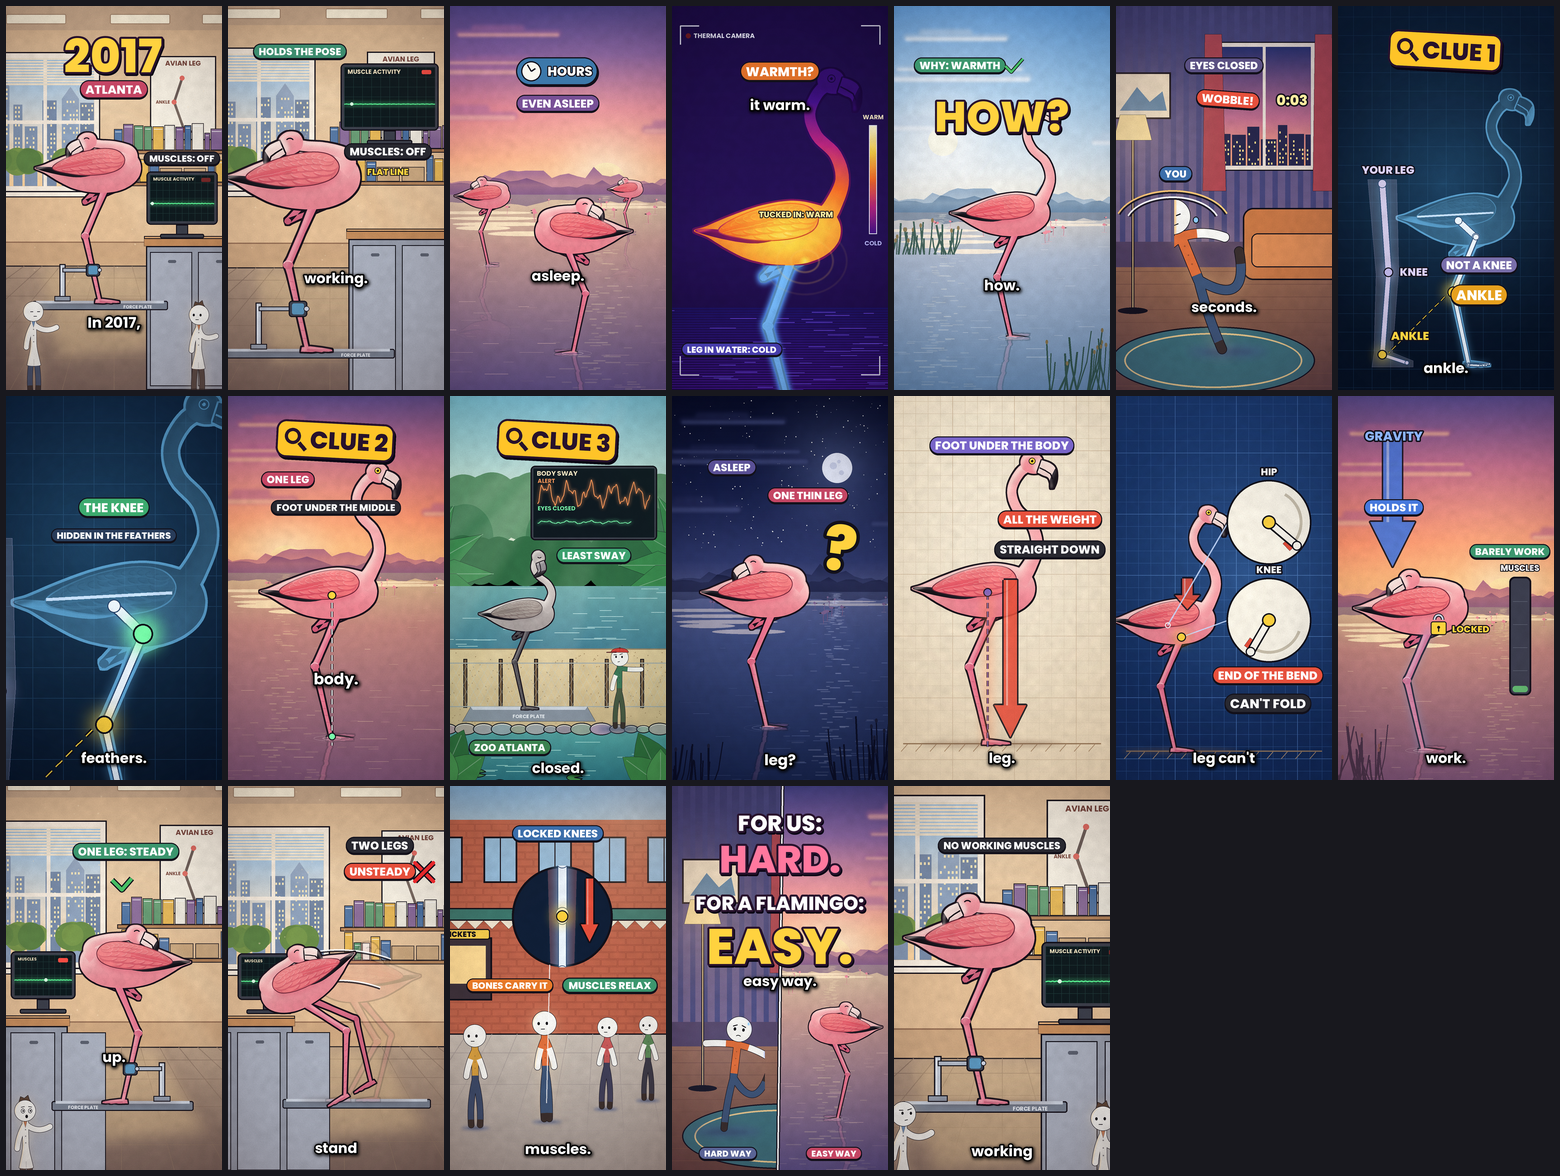 2017
ATLANTA
AVIAN LEG
ANKLE
MUSCLES: OFF
MUSCLE ACTIVITY
FORCE PLATE
In 2017,
HOLDS THE POSE
AVIAN LEG
MUSCLE ACTIVITY
MUSCLES: OFF
FLAT LINE
working.
FORCE PLATE
HOURS
EVEN ASLEEP
asleep.
THERMAL CAMERA
WARMTH?
it warm.
WARM
TUCKED IN: WARM
COLD
LEG IN WATER: COLD
WHY: WARMTH
HOW?
how.
EYES CLOSED
WOBBLE!
0:03
YOU
seconds.
CLUE 1
YOUR LEG
NOT A KNEE
KNEE
ANKLE
ANKLE
ankle.
THE KNEE
HIDDEN IN THE FEATHERS
feathers.
CLUE 2
ONE LEG
FOOT UNDER THE MIDDLE
body.
CLUE 3
BODY SWAY
ALERT
EYES CLOSED
LEAST SWAY
FORCE PLATE
ZOO ATLANTA
closed.
ASLEEP
ONE THIN LEG
?
leg?
FOOT UNDER THE BODY
ALL THE WEIGHT
STRAIGHT DOWN
leg.
HIP
KNEE
END OF THE BEND
CAN'T FOLD
leg can't
GRAVITY
HOLDS IT
BARELY WORK
MUSCLES
LOCKED
work.
AVIAN LEG
ONE LEG: STEADY
ANKLE
MUSCLES
up.
FORCE PLATE
TWO LEGS
UNSTEADY
MUSCLES
stand
LOCKED KNEES
BONES CARRY IT
MUSCLES RELAX
muscles.
FOR US:
HARD.
FOR A FLAMINGO:
EASY.
easy way.
HARD WAY
EASY WAY
AVIAN LEG
NO WORKING MUSCLES
ANKLE
MUSCLE ACTIVITY
FORCE PLATE
working